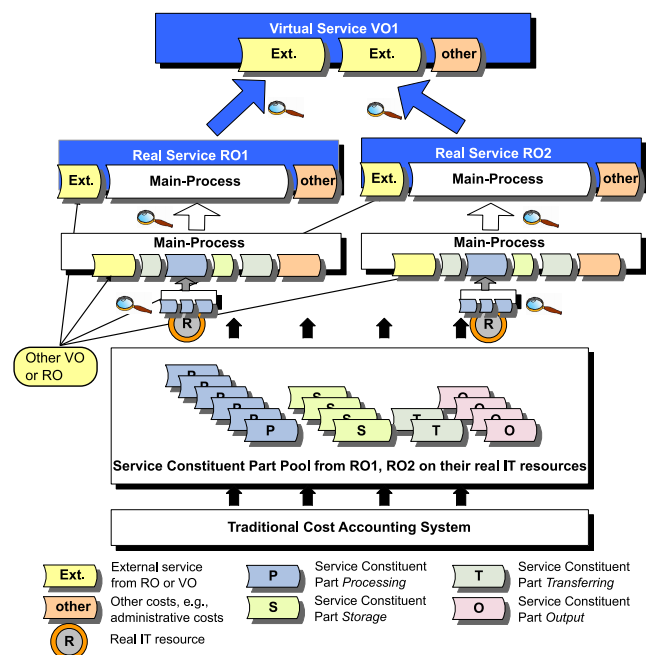 Virtual Service VO1
Ext.
Ext.
other
Real Service RO1
Ext.
Main-Process
other
Real Service RO2
Ext.
Main-Process
other
Main-Process
Main-Process
R
R
Other VO
or RO
P
P
P
P
P
P
S
S
S
S
T
T
O
O
O
O
Service Constituent Part Pool from RO1, RO2 on their real IT resources
Traditional Cost Accounting System
Ext.
External service
from RO or VO
P
Service Constituent
Part Processing
T
Service Constituent
Part Transferring
other
Other costs, e.g.,
administrative costs
S
Service Constituent
Part Storage
O
Service Constituent
Part Output
R
Real IT resource